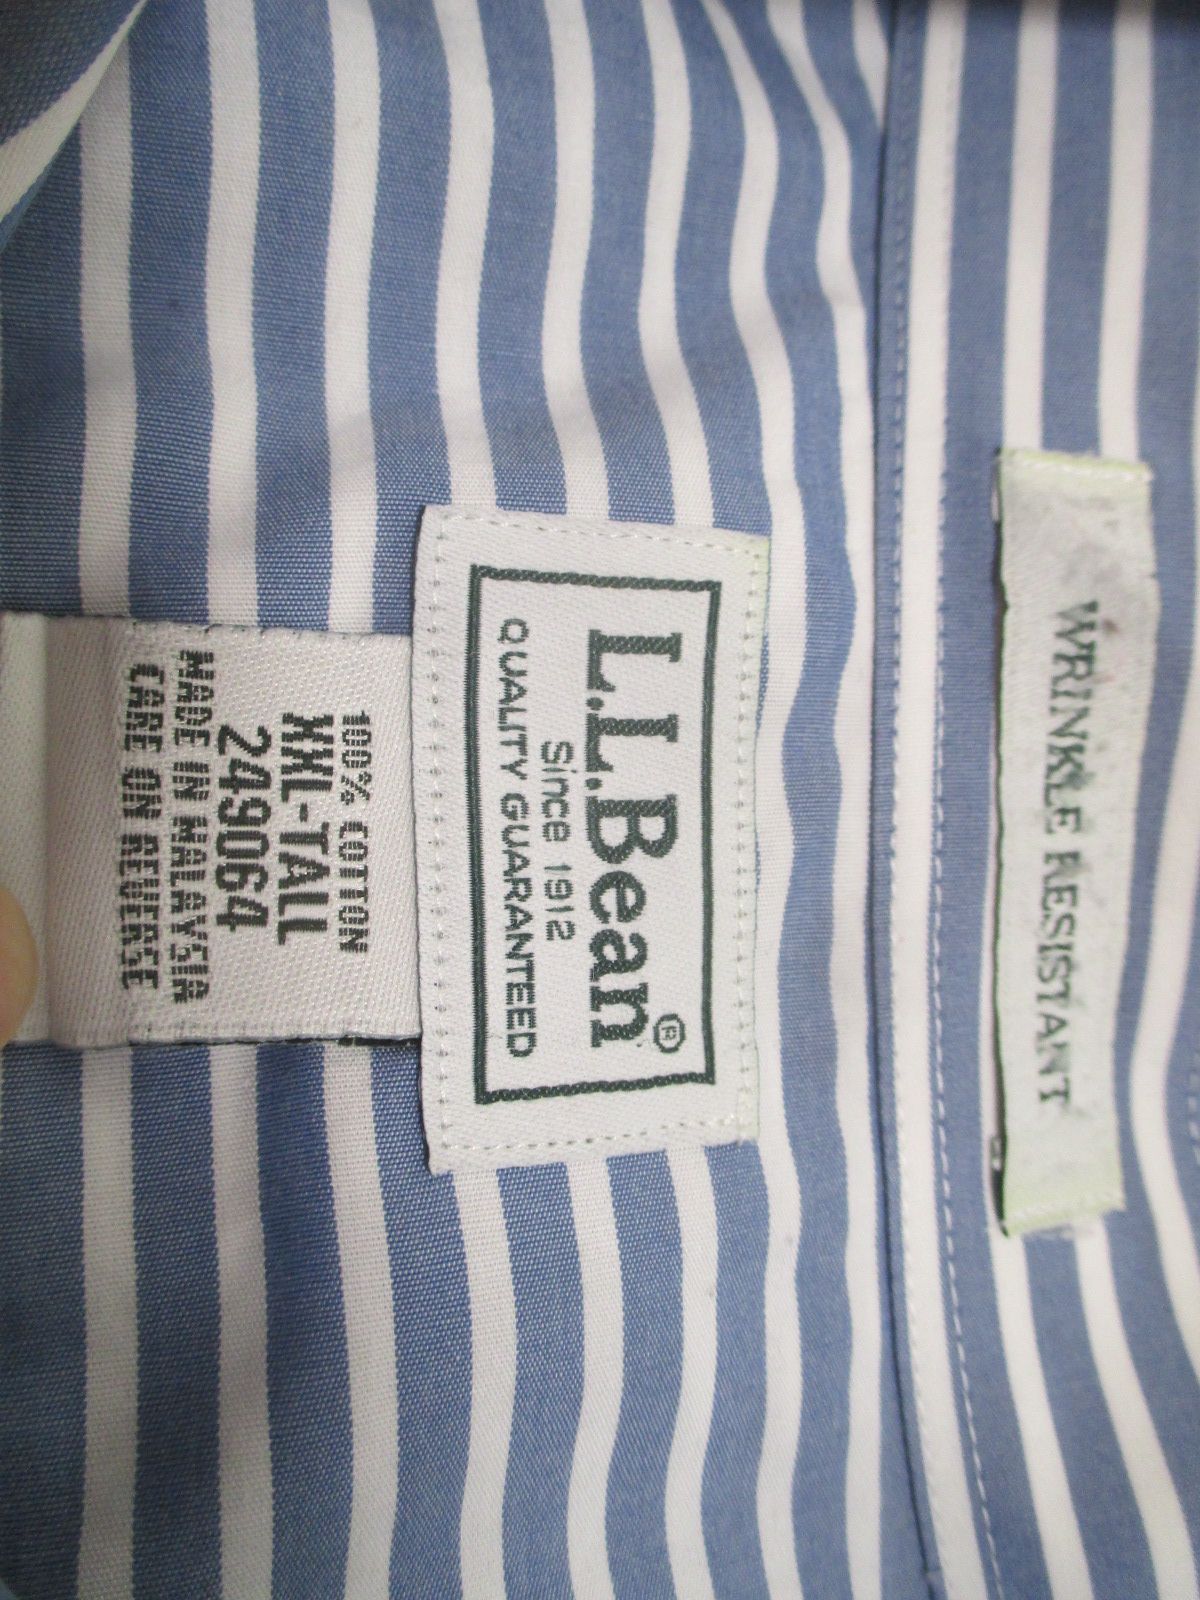 WRINKLE RESISTANT
L.L.Bean®
Since 1912
QUALITY GUARANTEED
100% COTTON
XXL-TALL
249064
MADE IN MALAYSIA
CARE ON REVERSE